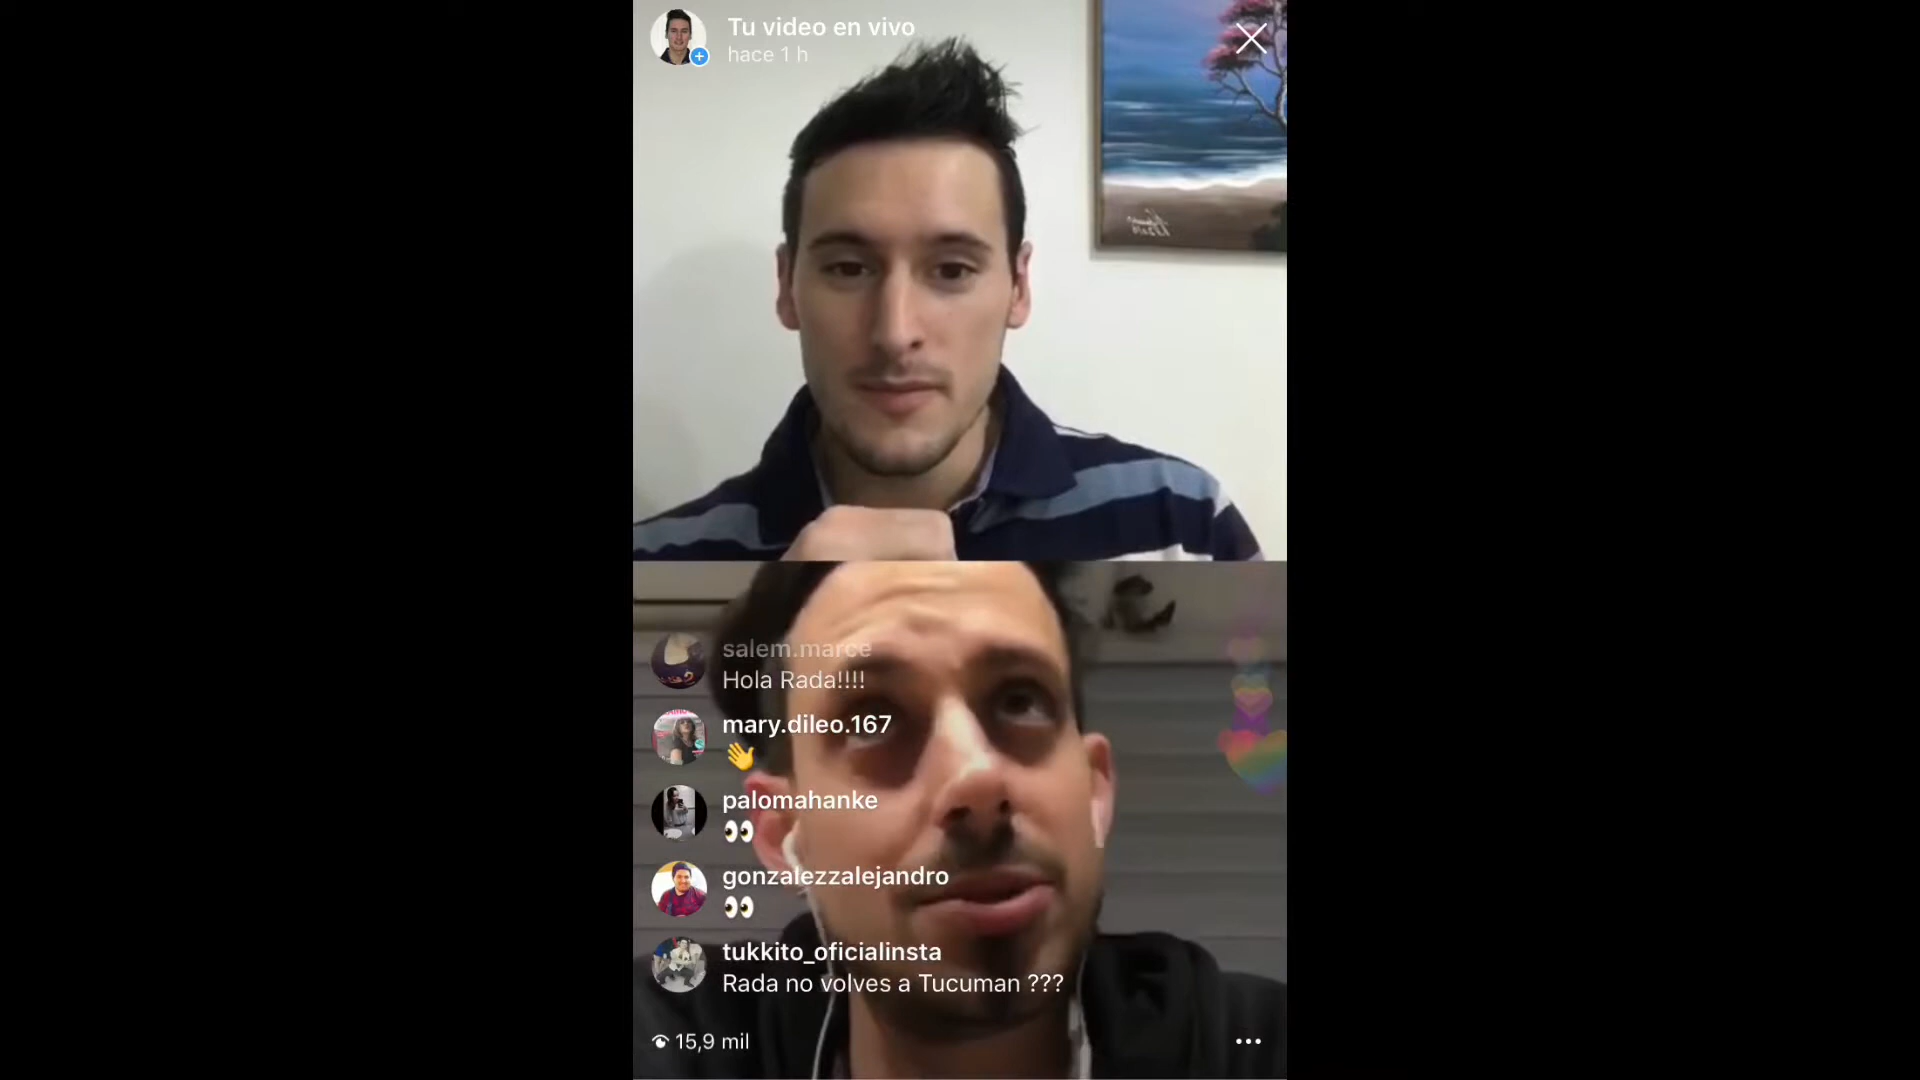 Tu video en vivo
hace 1 h
salem.marce
Hola Rada!!!!
mary.dileo.167
👋
palomahanke
👀
gonzalezzalejandro
👀
tukkito_oficialinsta
Rada no volves a Tucuman ???
15,9 mil